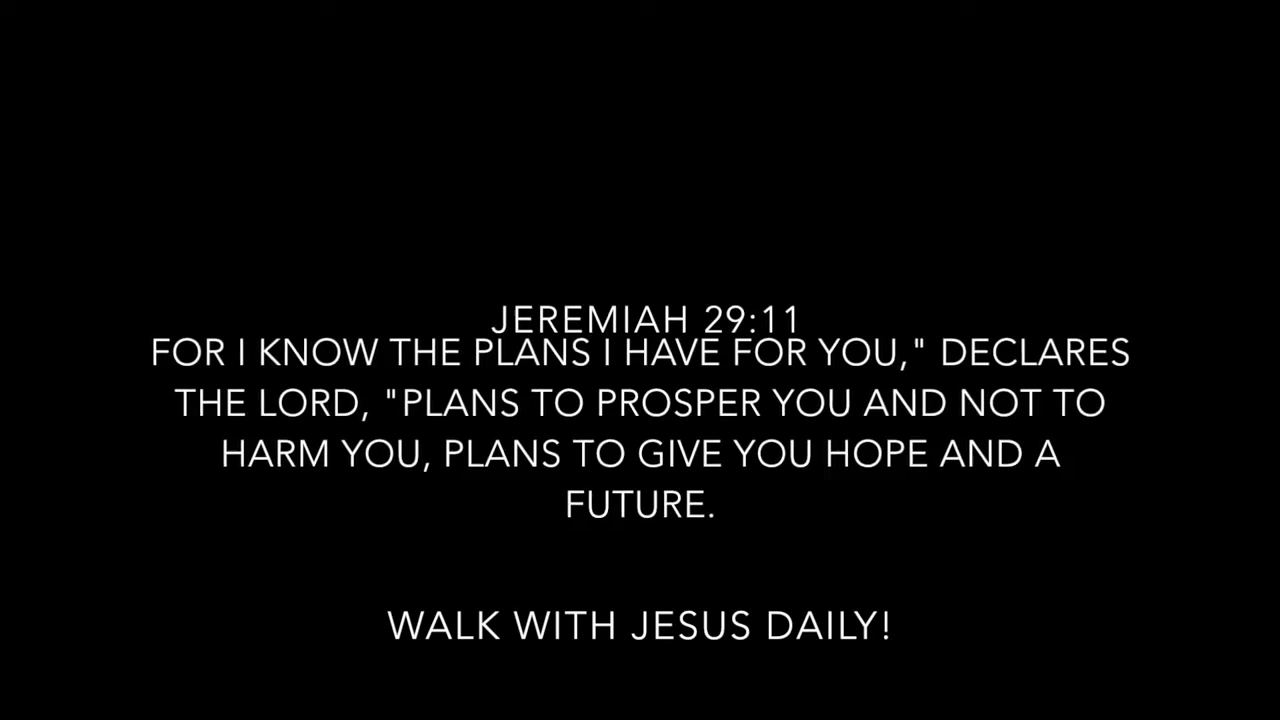 JEREMIAH 29:11
FOR I KNOW THE PLANS I HAVE FOR YOU," DECLARES
THE LORD, "PLANS TO PROSPER YOU AND NOT TO
HARM YOU, PLANS TO GIVE YOU HOPE AND A
FUTURE.
WALK WITH JESUS DAILY!